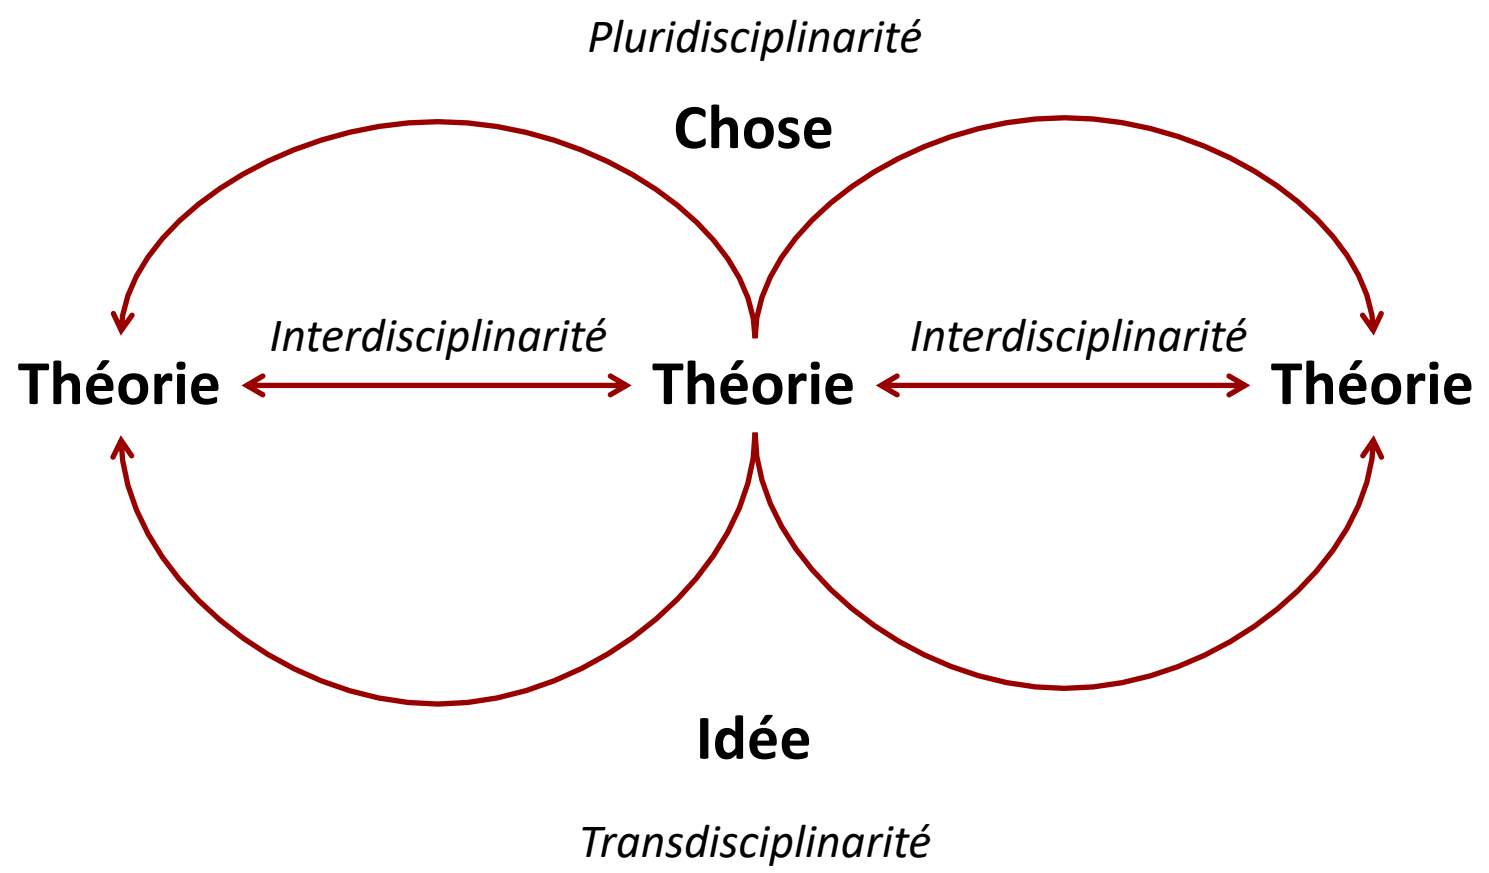 Pluridisciplinarité
Chose
Interdisciplinarité
Interdisciplinarité
Théorie
Théorie
Théorie
Idée
Transdisciplinarité